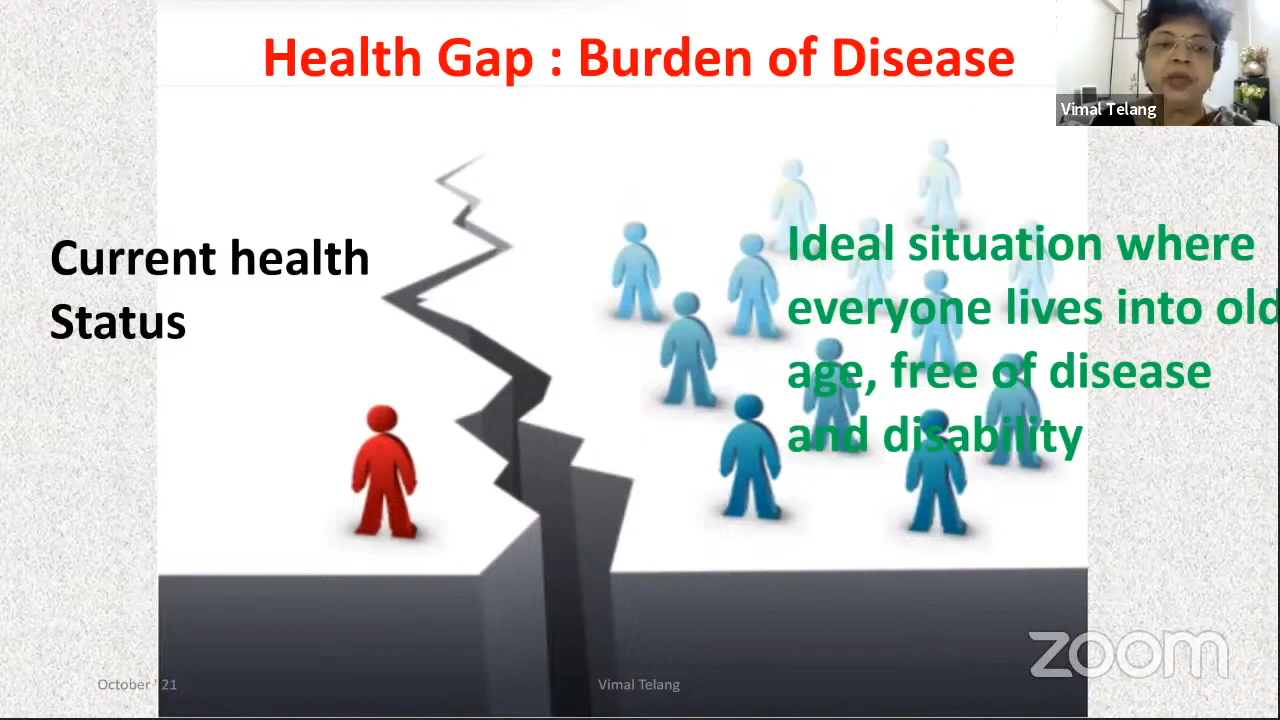 Health Gap : Burden of Disease
Vimal Telang
Current health
Status
Ideal situation where
everyone lives into old
age, free of disease
and disability
zoom
October ' 21
Vimal Telang